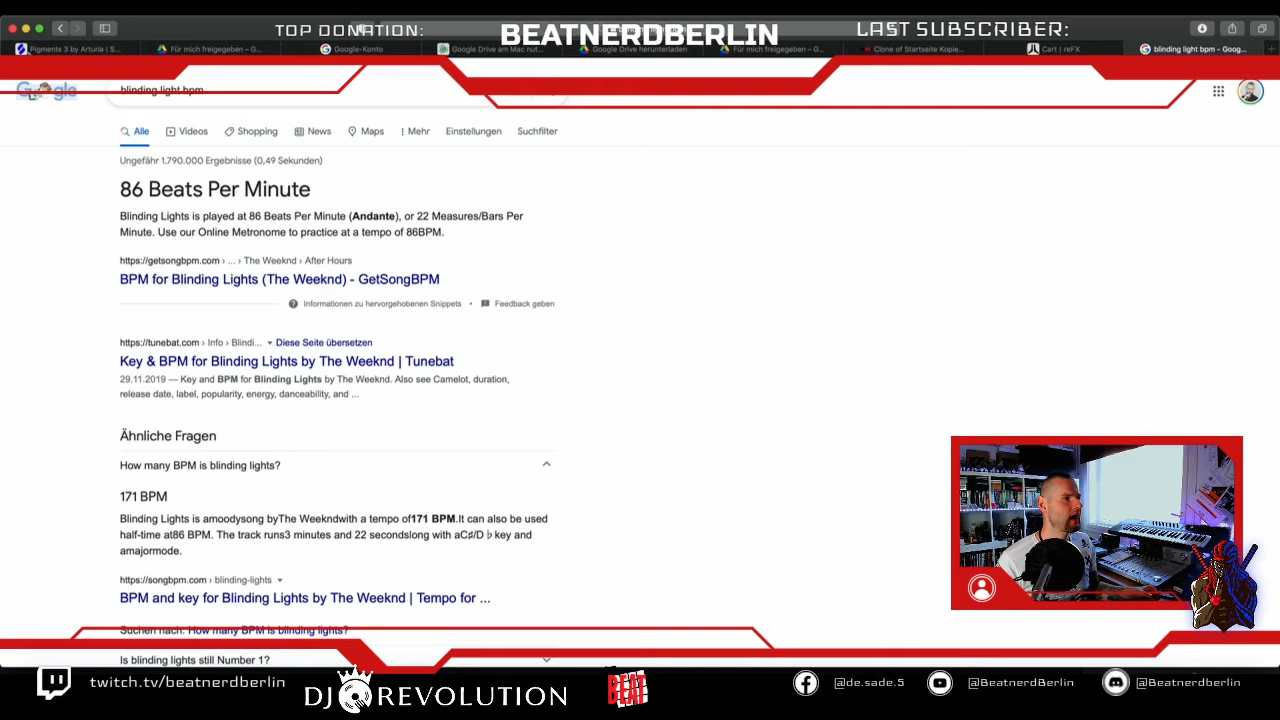 TOP DONATION:
BEATNERDBERLIN
LAST SUBSCRIBER:
Pigments 3 by Arturia | S...
Für mich freigegeben – G...
Google-Konto
Google Drive am Mac nut...
Google Drive herunterladen
Für mich freigegeben – G...
Clone of Startseite Kopie...
Cart | reFX
blinding light bpm - Goog...
blinding light bpm
Alle
Videos
Shopping
News
Maps
Mehr
Einstellungen
Suchfilter
Ungefähr 1.790.000 Ergebnisse (0,49 Sekunden)
86 Beats Per Minute
Blinding Lights is played at 86 Beats Per Minute (Andante), or 22 Measures/Bars Per
Minute. Use our Online Metronome to practice at a tempo of 86BPM.
https://getsongbpm.com › ... › The Weeknd › After Hours
BPM for Blinding Lights (The Weeknd) - GetSongBPM
Informationen zu hervorgehobenen Snippets • Feedback geben
https://tunebat.com › Info › Blindi... Diese Seite übersetzen
Key & BPM for Blinding Lights by The Weeknd | Tunebat
29.11.2019 — Key and BPM for Blinding Lights by The Weeknd. Also see Camelot, duration,
release date, label, popularity, energy, danceability, and ...
Ähnliche Fragen
How many BPM is blinding lights?
171 BPM
Blinding Lights is amoodysong byThe Weekndwith a tempo of171 BPM.It can also be used
half-time at86 BPM. The track runs3 minutes and 22 secondslong with aC♯/D♭key and
amajormode.
https://songbpm.com › blinding-lights
BPM and key for Blinding Lights by The Weeknd | Tempo for ...
Suchen nach: How many BPM is blinding lights?
Is blinding lights still Number 1?
twitch.tv/beatnerdberlin
DJ REVOLUTION
BEAT
@de.sade.5
@BeatnerdBerlin
@Beatnerdberlin